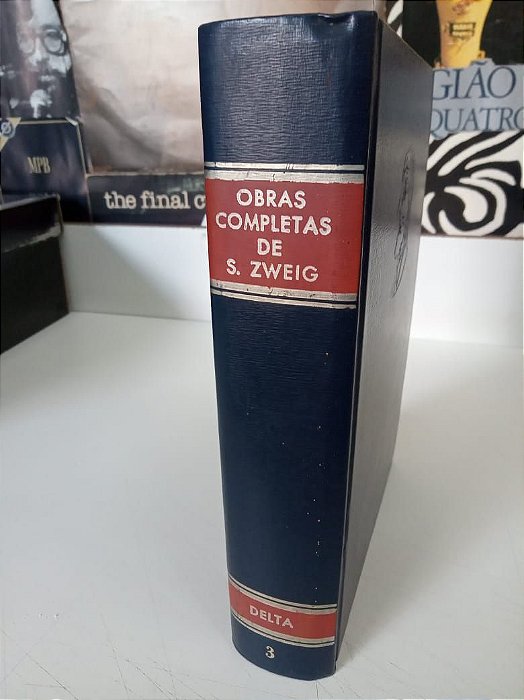 OBRAS
COMPLETAS
DE
S. ZWEIG
DELTA
3
MPB
the final c
GIÃO
QUATRO